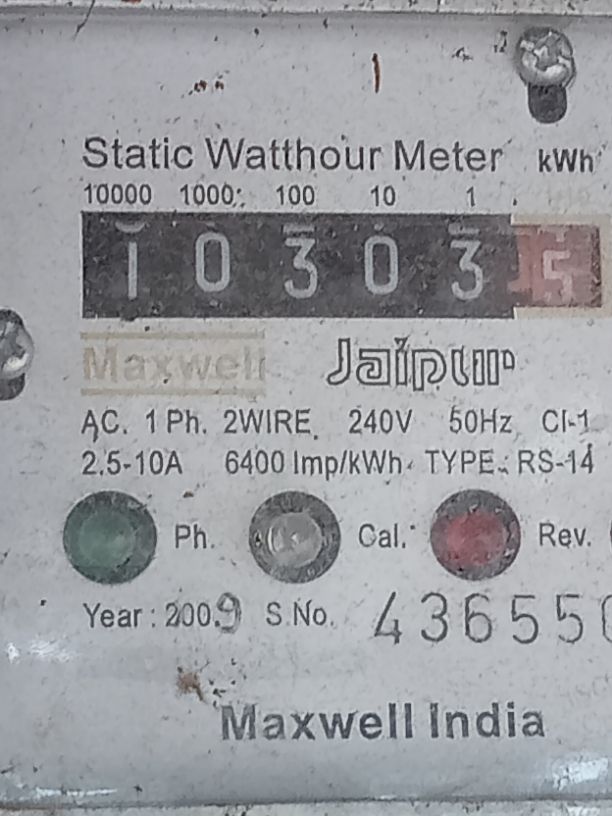 Static Watthour Meter kWh
10000 1000 100 10 1
1 0 3 0 3 5
Maxwell Jaipur
AC. 1 Ph. 2WIRE. 240V 50Hz Cl-1
2.5-10A 6400 Imp/kWh. TYPE: RS-14
Ph. Cal. Rev.
Year : 2009 S.No. 43655
Maxwell India